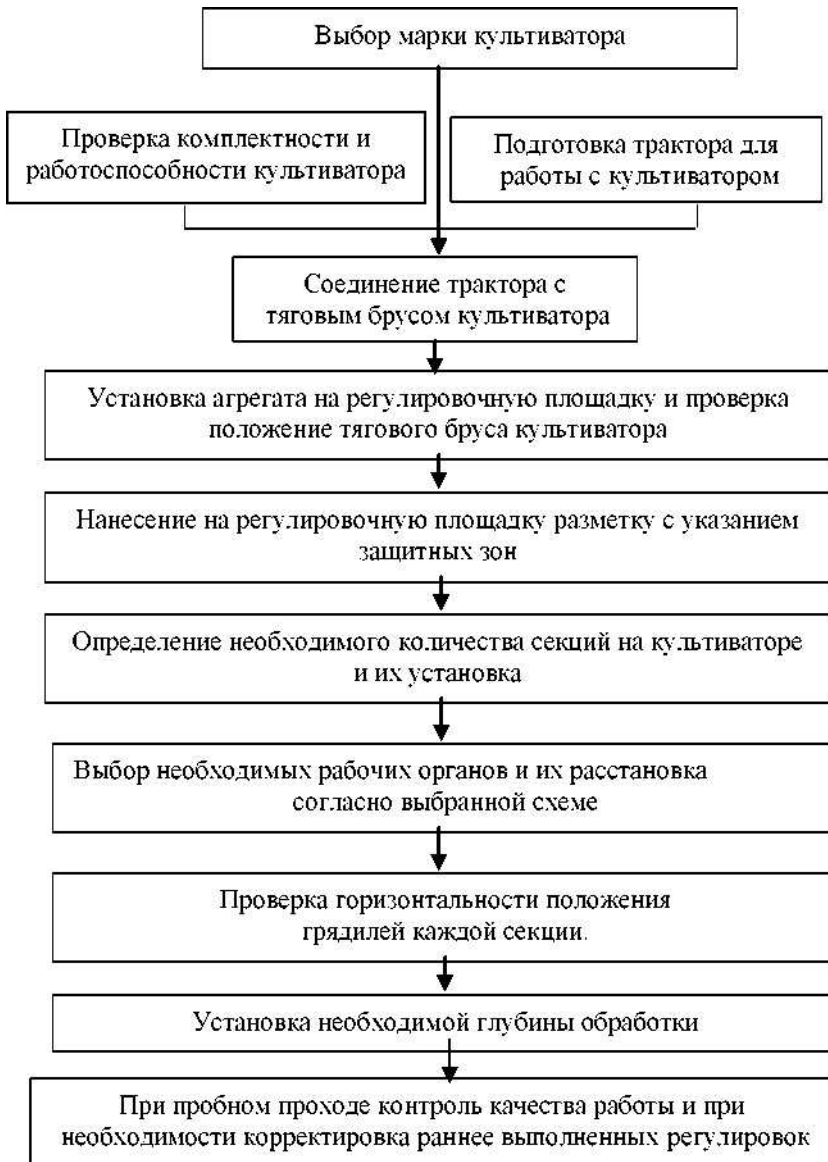 Выбор марки культиватора
Проверка комплектности и
работоспособности культиватора
Подготовка трактора для
работы с культиватором
Соединение трактора с
тяговым брусом культиватора
Установка агрегата на регулировочную площадку и проверка
положение тягового бруса культиватора
Нанесение на регулировочную площадку разметку с указанием
защитных зон
Определение необходимого количества секций на культиваторе
и их установка
Выбор необходимых рабочих органов и их расстановка
согласно выбранной схеме
Проверка горизонтальности положения
грядилей каждой секции.
Установка необходимой глубины обработки
При пробном проходе контроль качества работы и при
необходимости корректировка раннее выполненных регулировок